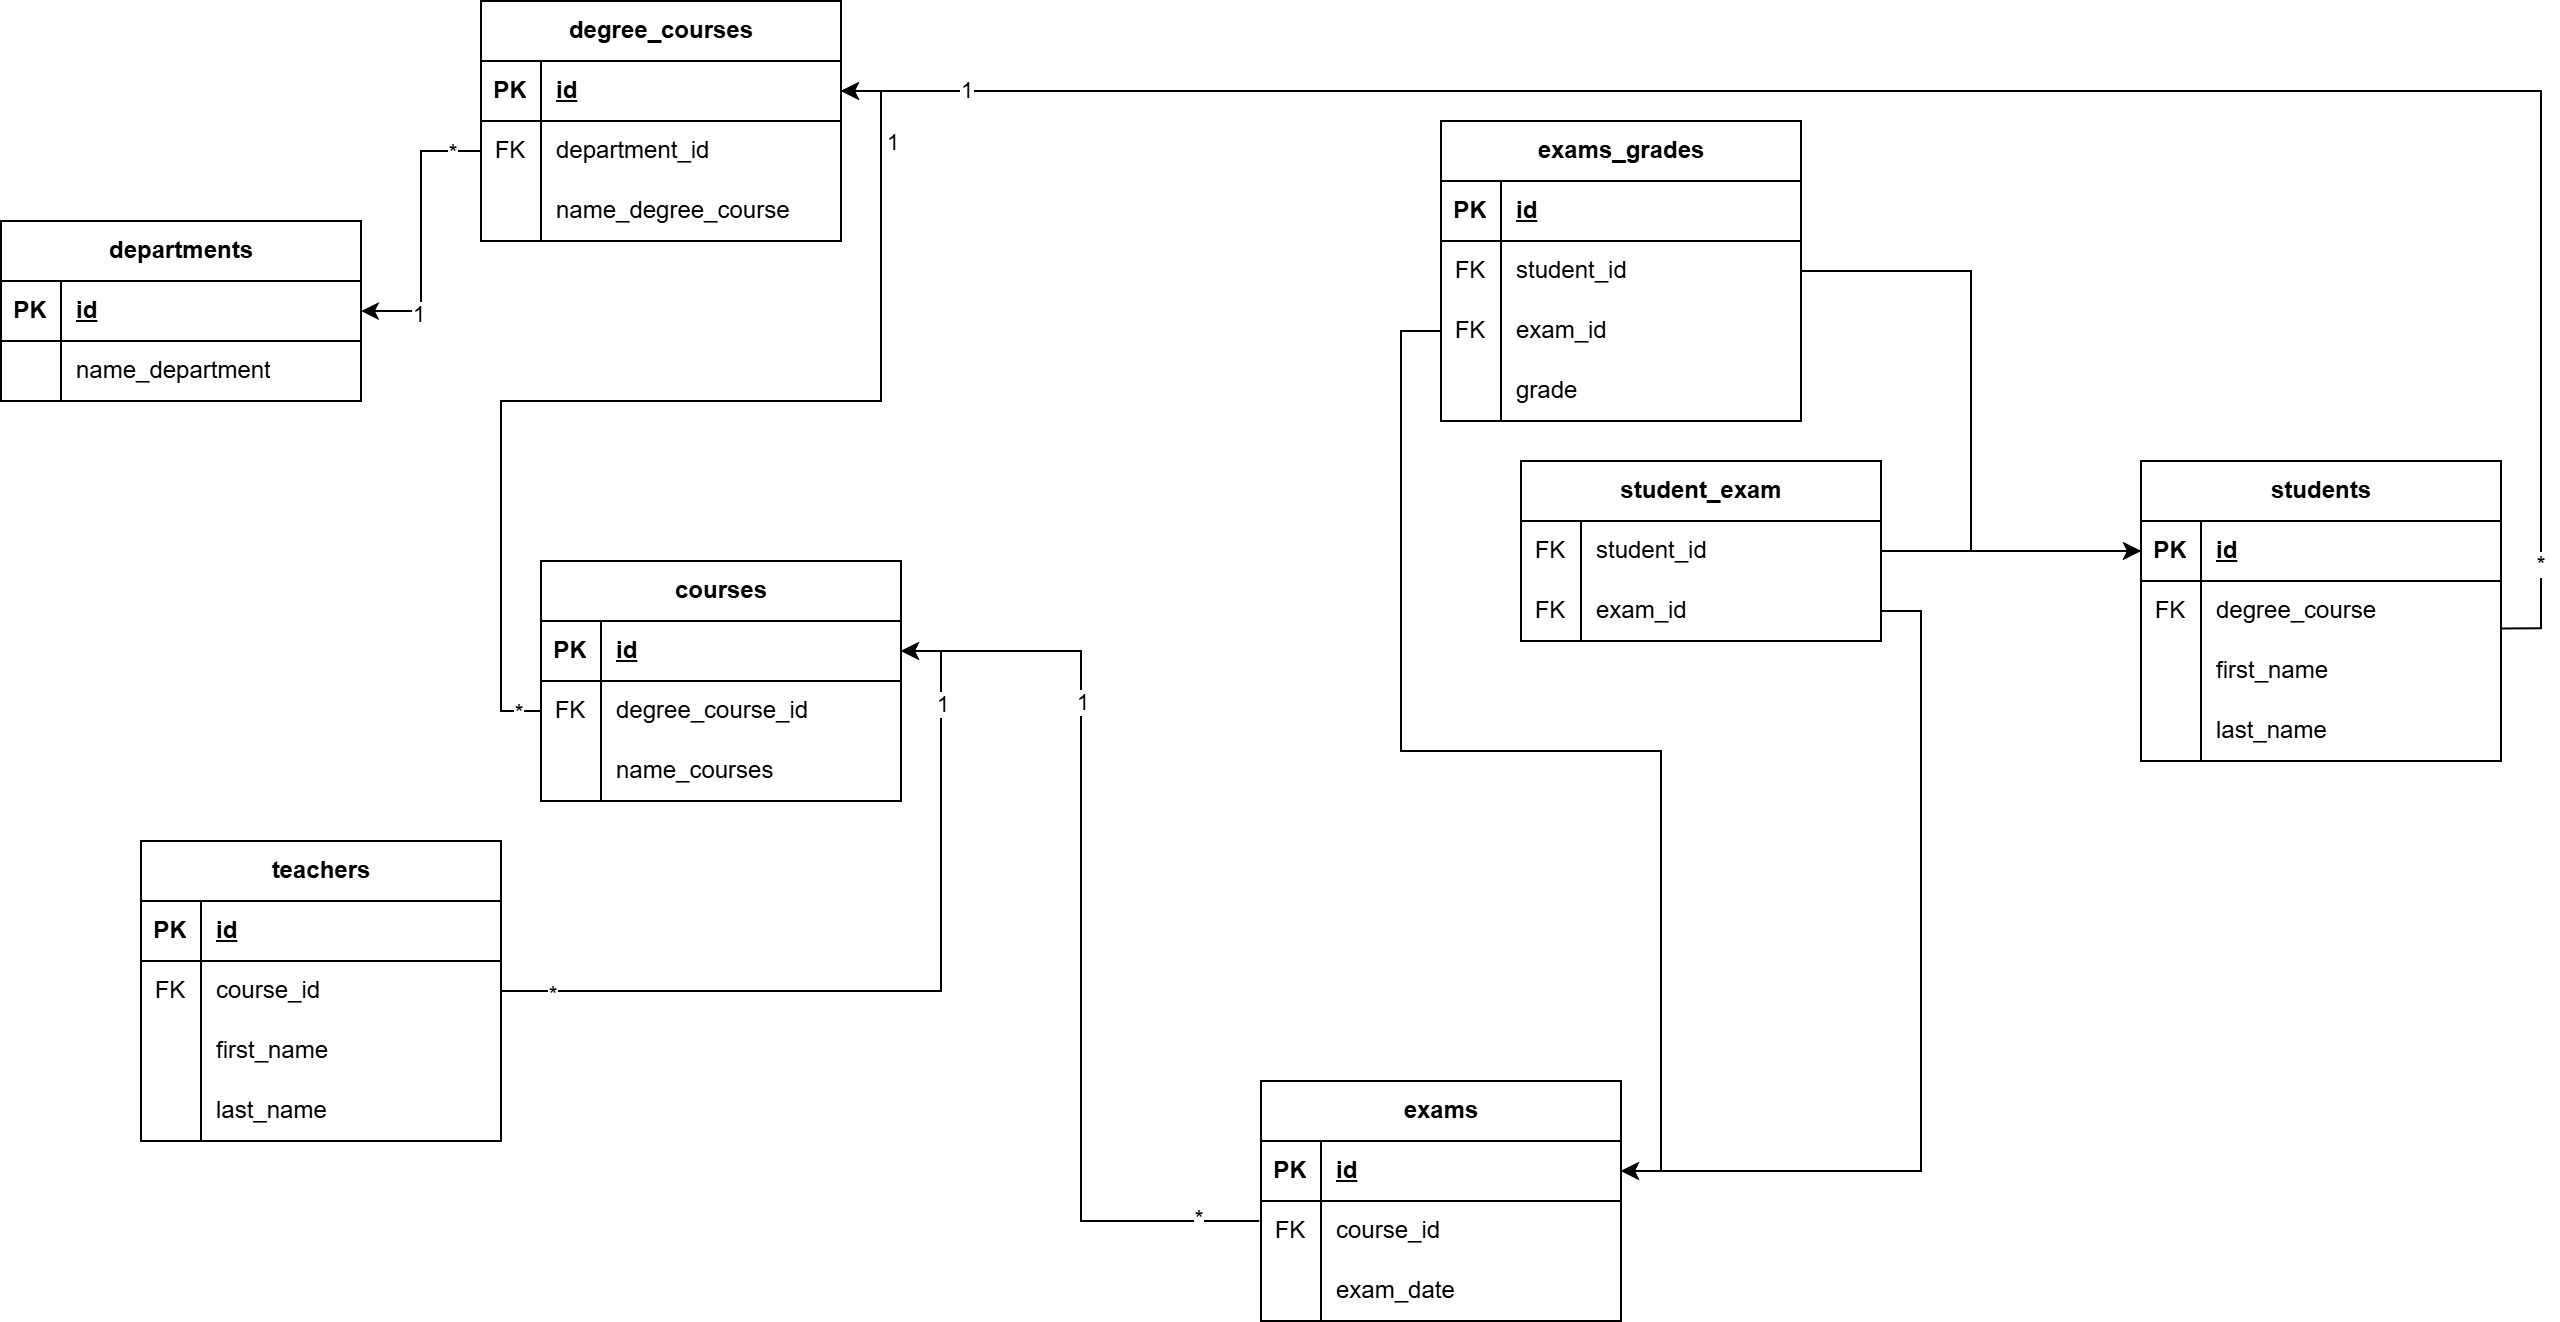 degree_courses
PK id
FK department_id
name_degree_course
1
1
*
1
departments
PK id
name_department
exams_grades
PK id
FK student_id
FK exam_id
grade
student_exam
FK student_id
FK exam_id
students
PK id
FK degree_course
first_name
last_name
*
courses
PK id
FK degree_course_id
name_courses
*
1
1
teachers
PK id
FK course_id
first_name
last_name
*
exams
PK id
FK course_id
exam_date
*